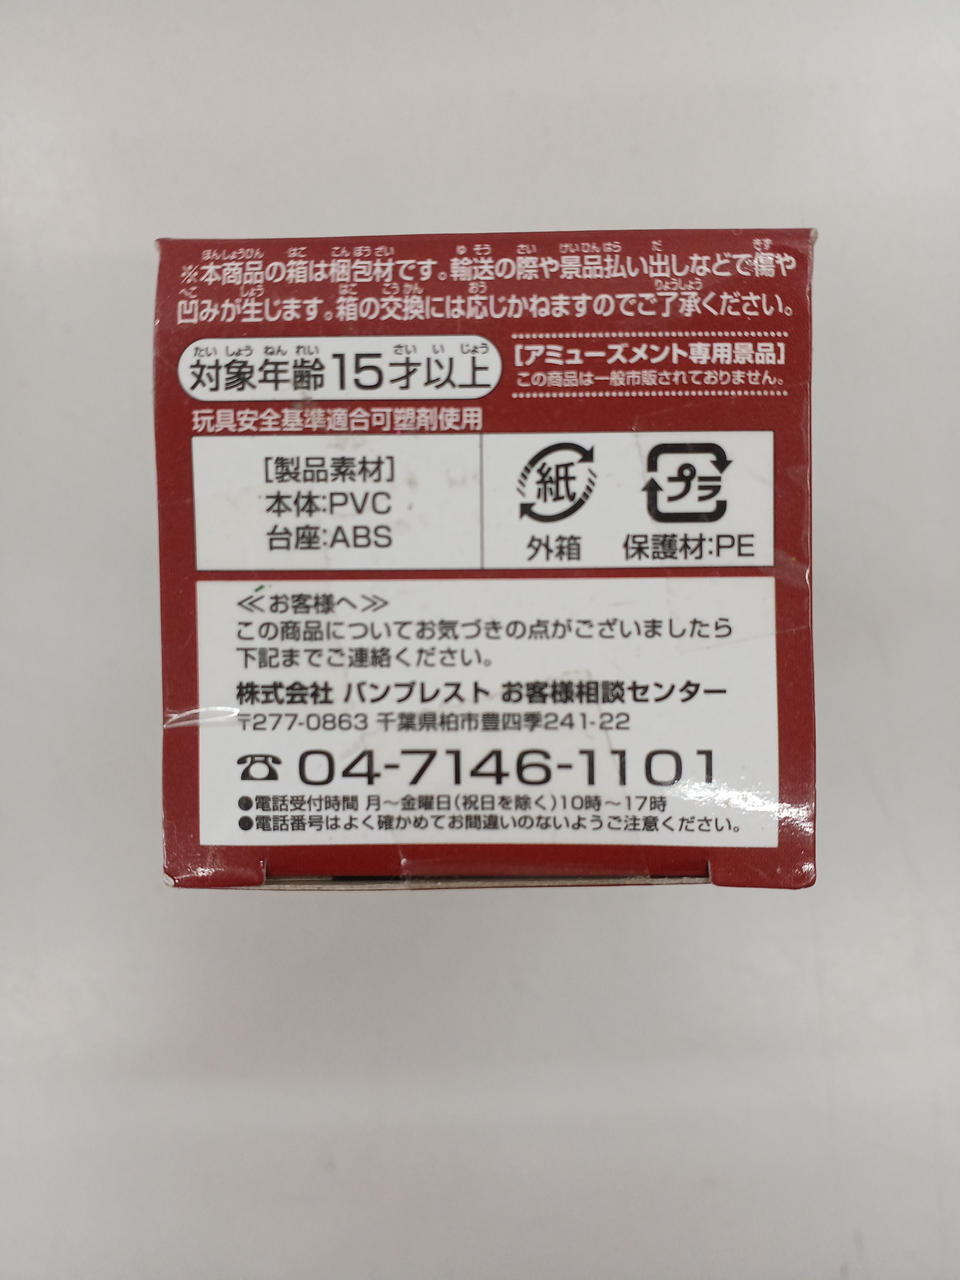 ※本商品の箱は梱包材です。輸送の際や景品払い出しなどで傷や
凹みが生じます。箱の交換には応じかねますのでご了承ください。
対象年齢15才以上
[アミューズメント専用景品]
この商品は一般市販されておりません。
玩具安全基準適合可塑剤使用
[製品素材]
本体:PVC
台座:ABS
紙
外箱
プラ
保護材:PE
≪お客様へ≫
この商品についてお気づきの点がございましたら
下記までご連絡ください。
株式会社 バンプレスト お客様相談センター
〒277-0863 千葉県柏市豊四季241-22
☎04-7146-1101
●電話受付時間 月～金曜日(祝日を除く)10時～17時
●電話番号はよく確かめてお間違いのないようご注意ください。